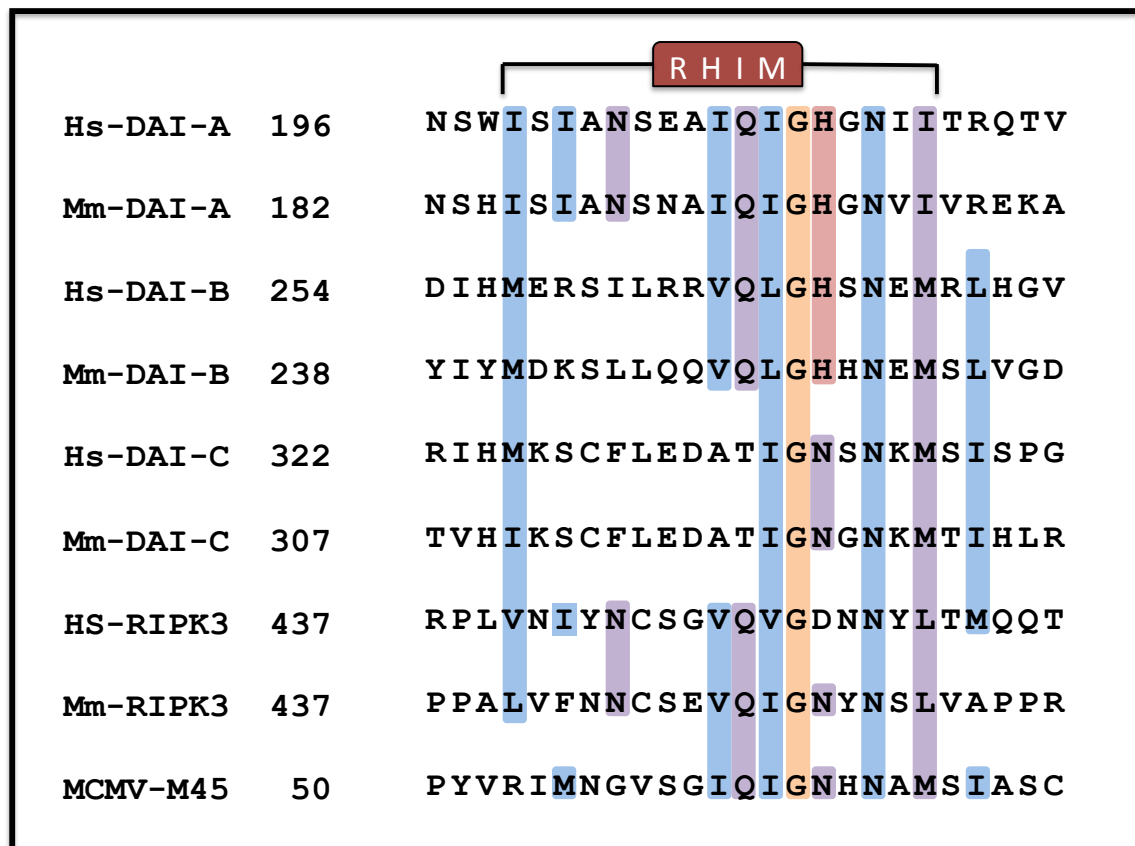 RHIM
Hs-DAI-A 196 NSWISIANSEAIQIGHGNIITRQTV
Mm-DAI-A 182 NSHISIANSNAIQIGHGNVIVREKA
Hs-DAI-B 254 DIHMERSILRRVQLGHSNEMRLHGV
Mm-DAI-B 238 YIYMDKSLLQQVQLGHHNEMSLVGD
Hs-DAI-C 322 RIHMKSCFLEDATIGNSNKMSISPG
Mm-DAI-C 307 TVHIKSCFLEDATIGNGNKMTIHLR
HS-RIPK3 437 RPLVNIYNCSGVQVGDNNYLTMQQT
Mm-RIPK3 437 PPALVFNNCSEVQIGNYNSLVAPPR
MCMV-M45 50 PYVRIMNGVSGIQIGNHNAMSIASC